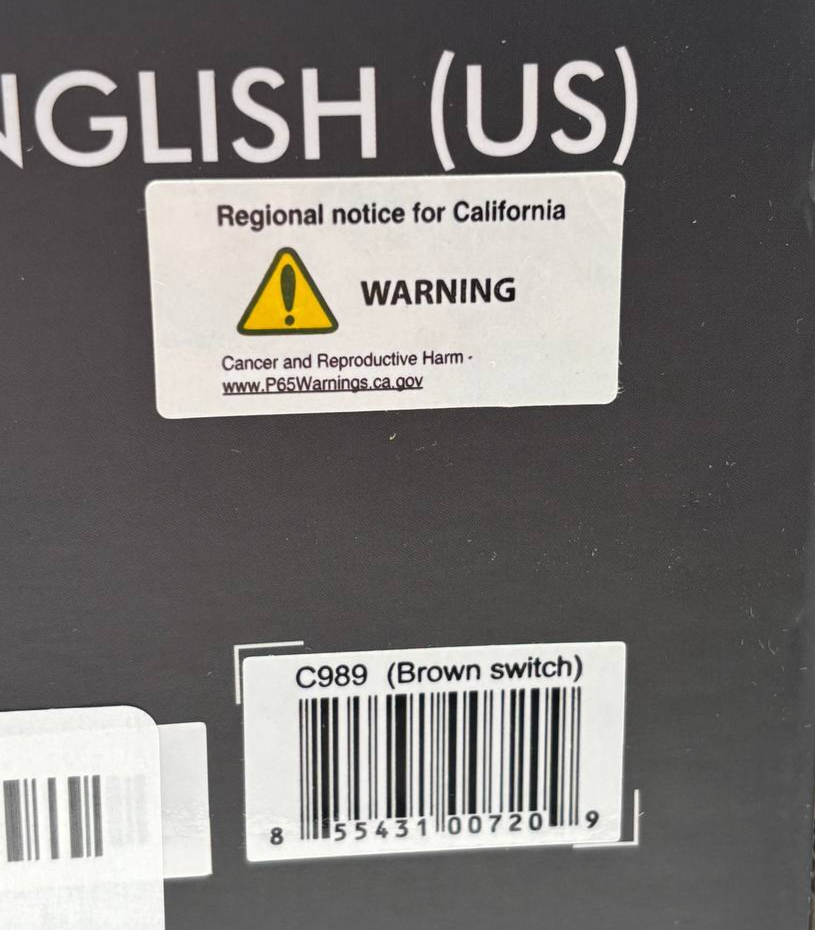 NGLISH (US)
Regional notice for California
WARNING
Cancer and Reproductive Harm -
www.P65Warnings.ca.gov
C989 (Brown switch)
8 55431 00720 9